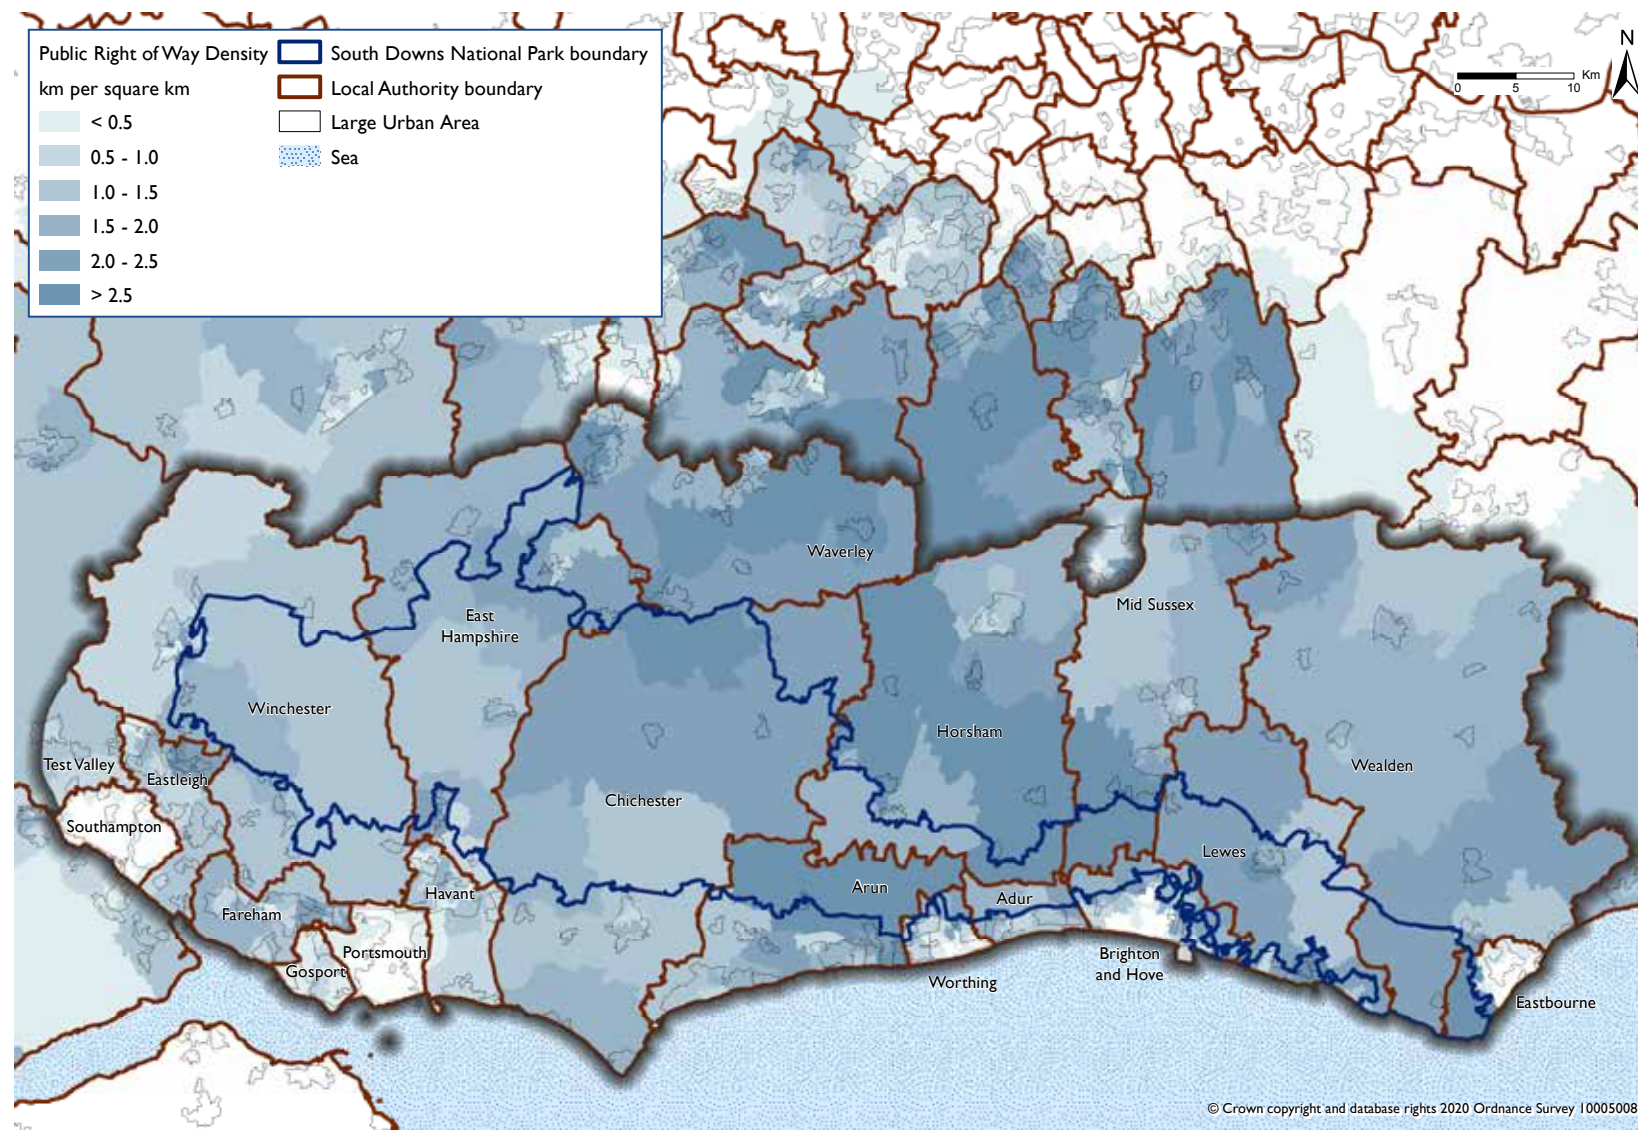 Public Right of Way Density
km per square km
< 0.5
0.5 - 1.0
1.0 - 1.5
1.5 - 2.0
2.0 - 2.5
> 2.5
South Downs National Park boundary
Local Authority boundary
Large Urban Area
Sea
N
Km
0 5 10
Waverley
East
Hampshire
Mid Sussex
Winchester
Horsham
Test Valley
Eastleigh
Wealden
Chichester
Southampton
Lewes
Arun
Havant
Adur
Fareham
Portsmouth
Gosport
Brighton
and Hove
Worthing
Eastbourne
© Crown copyright and database rights 2020 Ordnance Survey 10005008